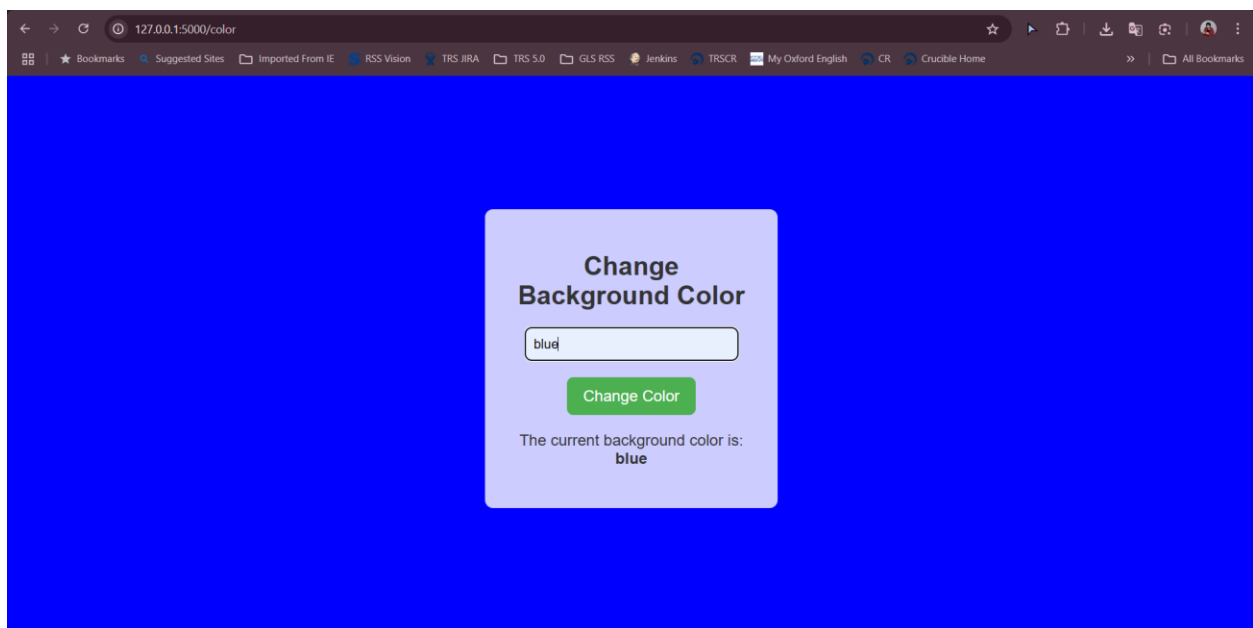 127.0.0.1:5000/color
Bookmarks Suggested Sites Imported From IE RSS Vision TRS JIRA TRS 5.0 GLS RSS Jenkins TRSCR My Oxford English CR Crucible Home » All Bookmarks
Change
Background Color
blue
Change Color
The current background color is:
blue